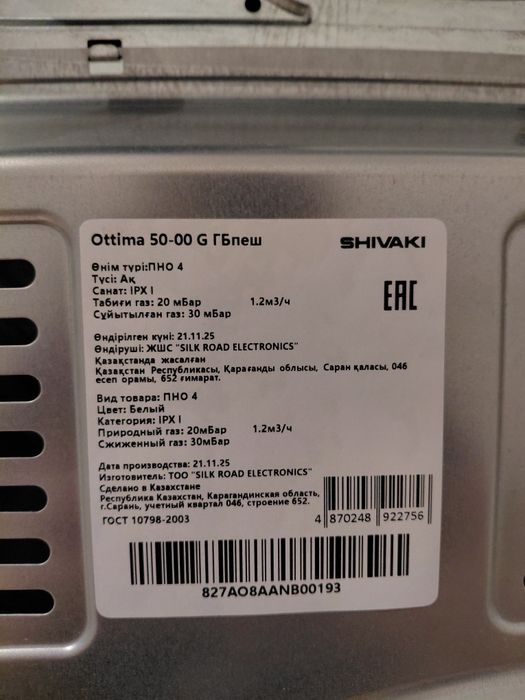 Ottima 50-00 G ГБпеш
SHIVAKI
Өнім түрі:ПНО 4
Түсі: Ақ
Санат: IPX I
Табиғи газ: 20 мБар 1.2м3/ч
Сұйытылған газ: 30 мБар
EAC
Өндірілген күні: 21.11.25
Өндіруші: ЖШС "SILK ROAD ELECTRONICS"
Қазақстанда жасалған
Қазақстан Республикасы, Қарағанды облысы, Саран қаласы, 046
есеп орамы, 652 ғимарат.
Вид товара: ПНО 4
Цвет: Белый
Категория: IPX I
Природный газ: 20мБар 1.2м3/ч
Сжиженный газ: 30мБар
Дата производства: 21.11.25
Изготовитель: ТОО "SILK ROAD ELECTRONICS"
Сделано в Казахстане
Республика Казахстан, Карагандинская область,
г.Сарань, учетный квартал 046, строение 652.
ГОСТ 10798-2003
4 870248 922756
827AO8AANB00193